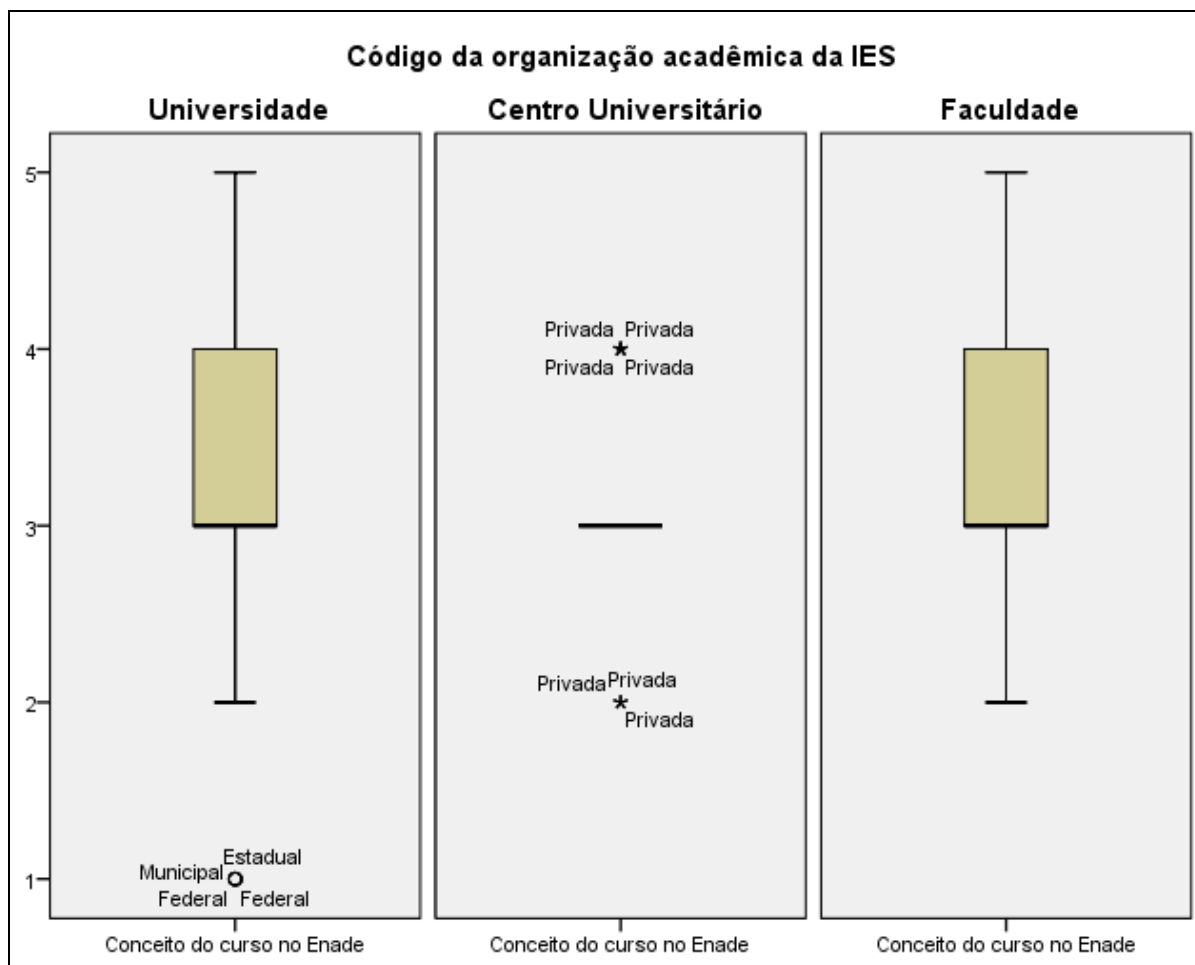 Código da organização acadêmica da IES
Universidade
Centro Universitário
Faculdade
5
4
3
2
1
Municipal
Estadual
Federal
Federal
Privada
Privada
Privada
Privada
Privada
Privada
Privada
Conceito do curso no Enade
Conceito do curso no Enade
Conceito do curso no Enade